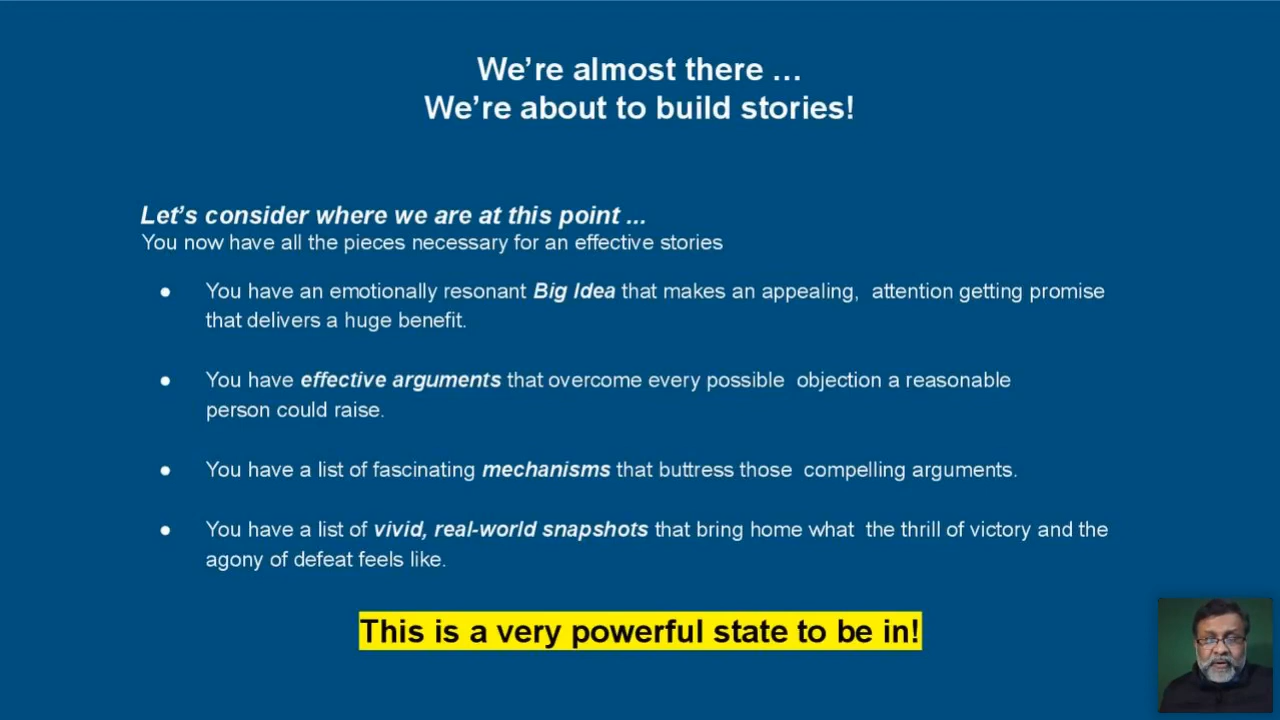 We’re almost there ...
We’re about to build stories!
Let’s consider where we are at this point ...
You now have all the pieces necessary for an effective stories
● You have an emotionally resonant Big Idea that makes an appealing, attention getting promise
that delivers a huge benefit.
● You have effective arguments that overcome every possible objection a reasonable
person could raise.
● You have a list of fascinating mechanisms that buttress those compelling arguments.
● You have a list of vivid, real-world snapshots that bring home what the thrill of victory and the
agony of defeat feels like.
This is a very powerful state to be in!